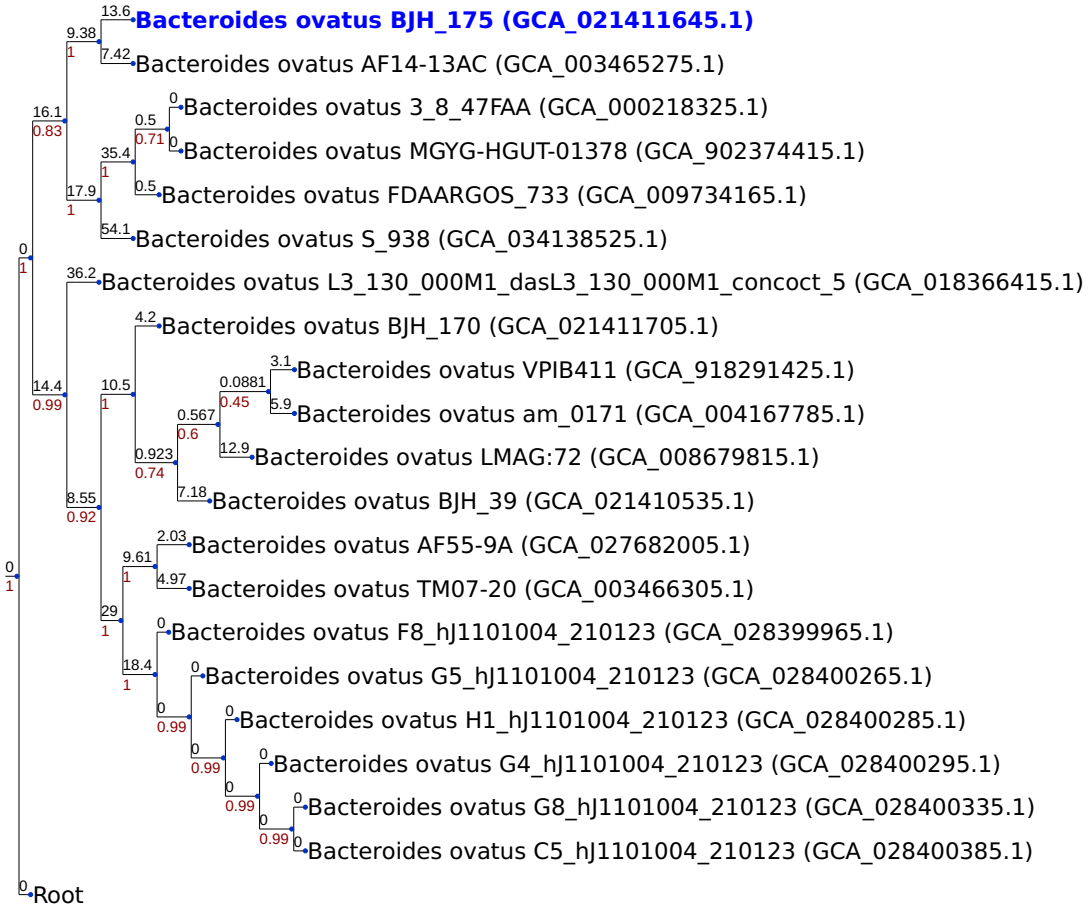 13.6
Bacteroides ovatus BJH_175 (GCA_021411645.1)
9.38
1
7.42
Bacteroides ovatus AF14-13AC (GCA_003465275.1)
0
Bacteroides ovatus 3_8_47FAA (GCA_000218325.1)
16.1
0.83
0.5
0.71
0
Bacteroides ovatus MGYG-HGUT-01378 (GCA_902374415.1)
35.4
1
0.5
Bacteroides ovatus FDAARGOS_733 (GCA_009734165.1)
17.9
1
54.1
Bacteroides ovatus S_938 (GCA_034138525.1)
0
1
36.2
Bacteroides ovatus L3_130_000M1_dasL3_130_000M1_concoct_5 (GCA_018366415.1)
4.2
Bacteroides ovatus BJH_170 (GCA_021411705.1)
3.1
Bacteroides ovatus VPIB411 (GCA_918291425.1)
14.4
0.99
10.5
1
0.0881
0.45
5.9
Bacteroides ovatus am_0171 (GCA_004167785.1)
0.567
0.6
12.9
Bacteroides ovatus LMAG:72 (GCA_008679815.1)
0.923
0.74
7.18
Bacteroides ovatus BJH_39 (GCA_021410535.1)
8.55
0.92
2.03
Bacteroides ovatus AF55-9A (GCA_027682005.1)
9.61
1
4.97
Bacteroides ovatus TM07-20 (GCA_003466305.1)
0
1
29
1
0
Bacteroides ovatus F8_hJ1101004_210123 (GCA_028399965.1)
18.4
1
0
Bacteroides ovatus G5_hJ1101004_210123 (GCA_028400265.1)
0
0.99
0
Bacteroides ovatus H1_hJ1101004_210123 (GCA_028400285.1)
0
0.99
0
Bacteroides ovatus G4_hJ1101004_210123 (GCA_028400295.1)
0
0.99
0
Bacteroides ovatus G8_hJ1101004_210123 (GCA_028400335.1)
0
0.99
0
Bacteroides ovatus C5_hJ1101004_210123 (GCA_028400385.1)
0
Root